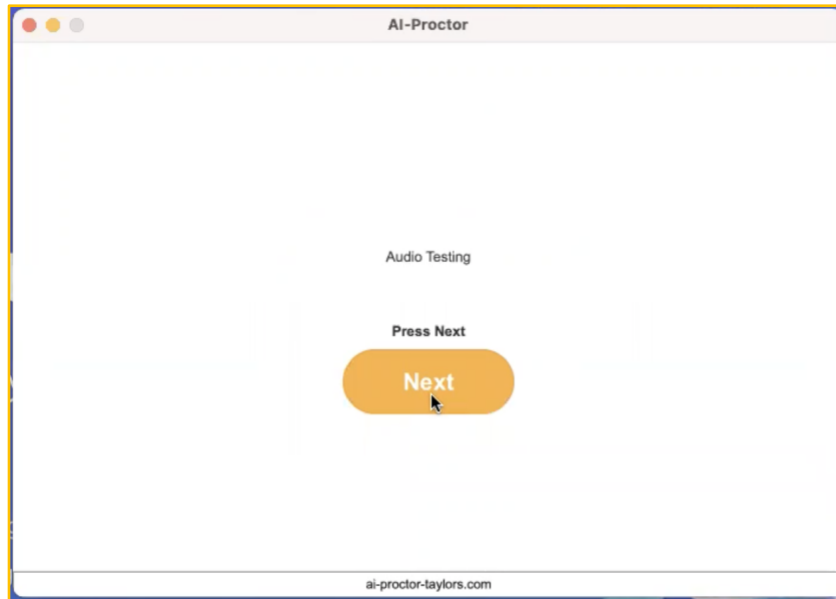 AI-Proctor
Audio Testing
Press Next
Next
ai-proctor-taylors.com